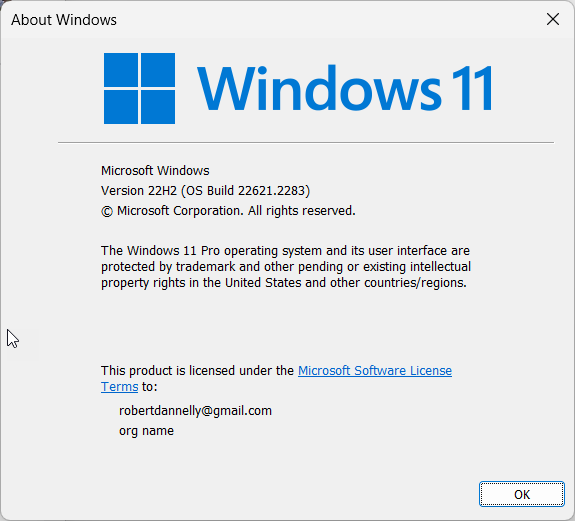 About Windows
Windows 11
Microsoft Windows
Version 22H2 (OS Build 22621.2283)
© Microsoft Corporation. All rights reserved.
The Windows 11 Pro operating system and its user interface are
protected by trademark and other pending or existing intellectual
property rights in the United States and other countries/regions.
This product is licensed under the Microsoft Software License
Terms to:
robertdannelly@gmail.com
org name
OK